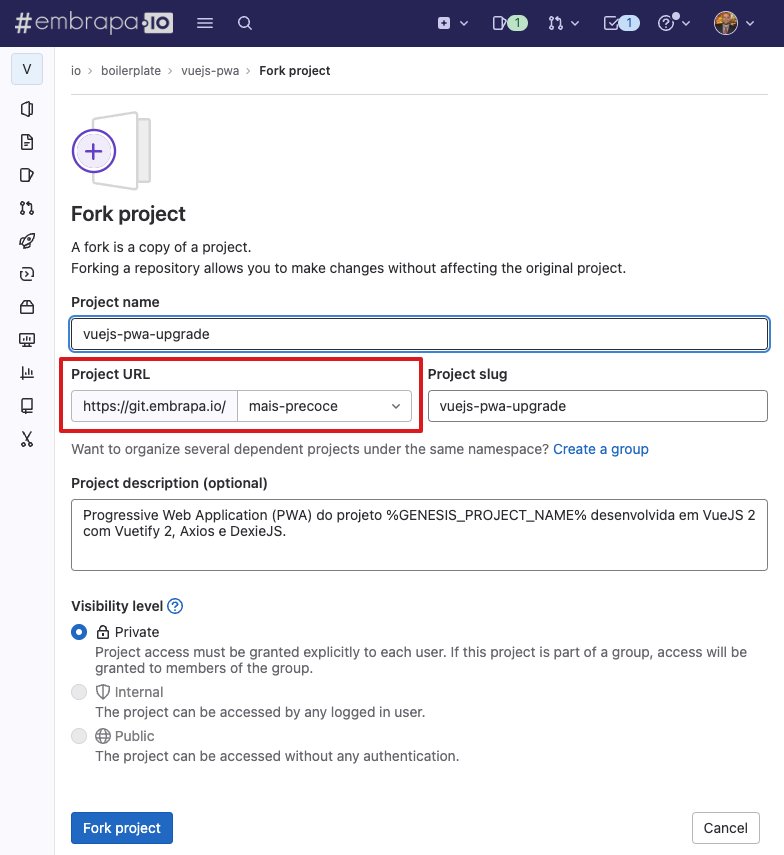 #embrapa.io
1
1
V
io › boilerplate › vuejs-pwa › Fork project
Fork project
A fork is a copy of a project.
Forking a repository allows you to make changes without affecting the original project.
Project name
vuejs-pwa-upgrade
Project URL
Project slug
https://git.embrapa.io/
mais-precoce
vuejs-pwa-upgrade
Want to organize several dependent projects under the same namespace? Create a group
Project description (optional)
Progressive Web Application (PWA) do projeto %GENESIS_PROJECT_NAME% desenvolvida em VueJS 2
com Vuetify 2, Axios e DexieJS.
Visibility level
Private
Project access must be granted explicitly to each user. If this project is part of a group, access will be
granted to members of the group.
Internal
The project can be accessed by any logged in user.
Public
The project can be accessed without any authentication.
Fork project
Cancel